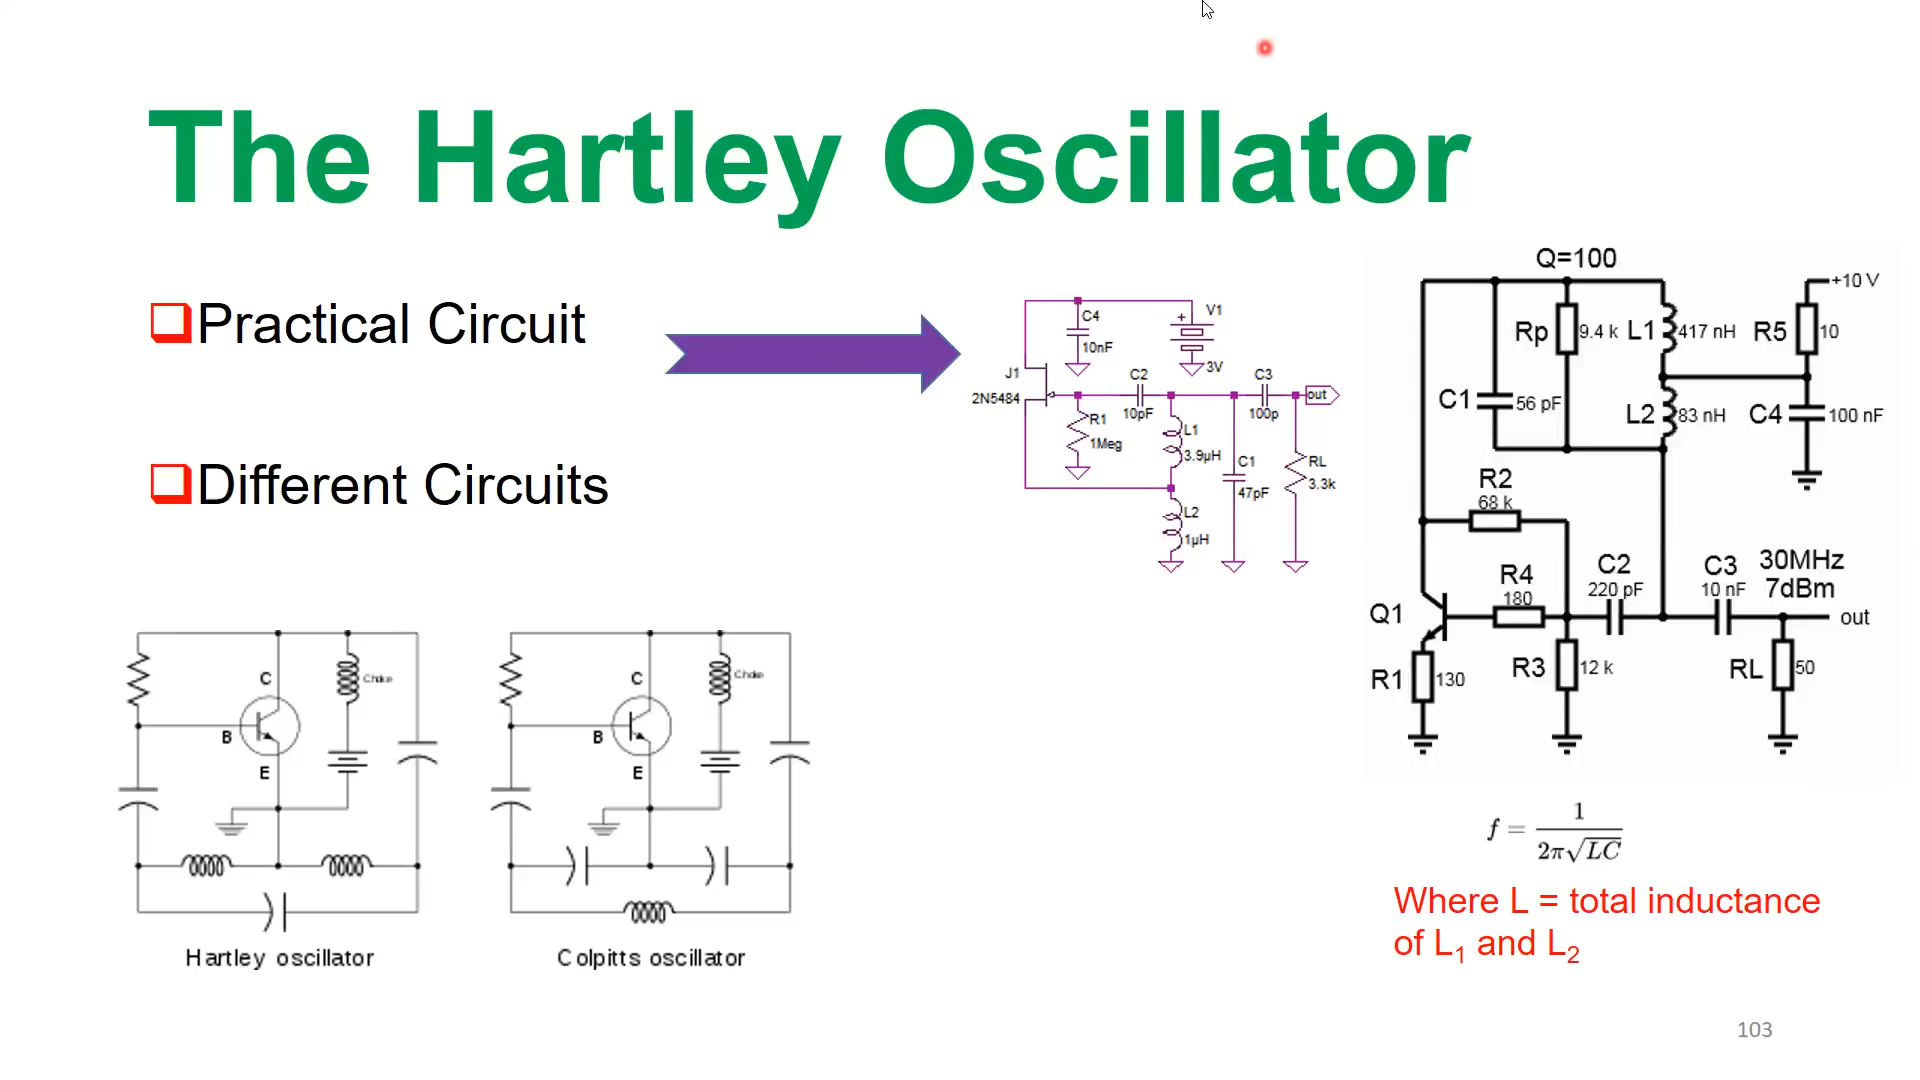 The Hartley Oscillator
Practical Circuit
Different Circuits
C4
10nF
V1
+
3V
J1
2N5484
C2
10pF
C3
100p
out
R1
1Meg
L1
3.9µH
C1
47pF
RL
3.3k
L2
1µH
Q=100
+10 V
Rp
9.4 k
L1
417 nH
R5
10
C1
56 pF
L2
83 nH
C4
100 nF
R2
68 k
R4
180
C2
220 pF
C3
10 nF
30MHz
7dBm
out
Q1
R1
130
R3
12 k
RL
50
C
B
E
Choke
Hartley oscillator
C
B
E
Choke
Colpitts oscillator
f = 1 / 2π√LC
Where L = total inductance
of L₁ and L₂
103